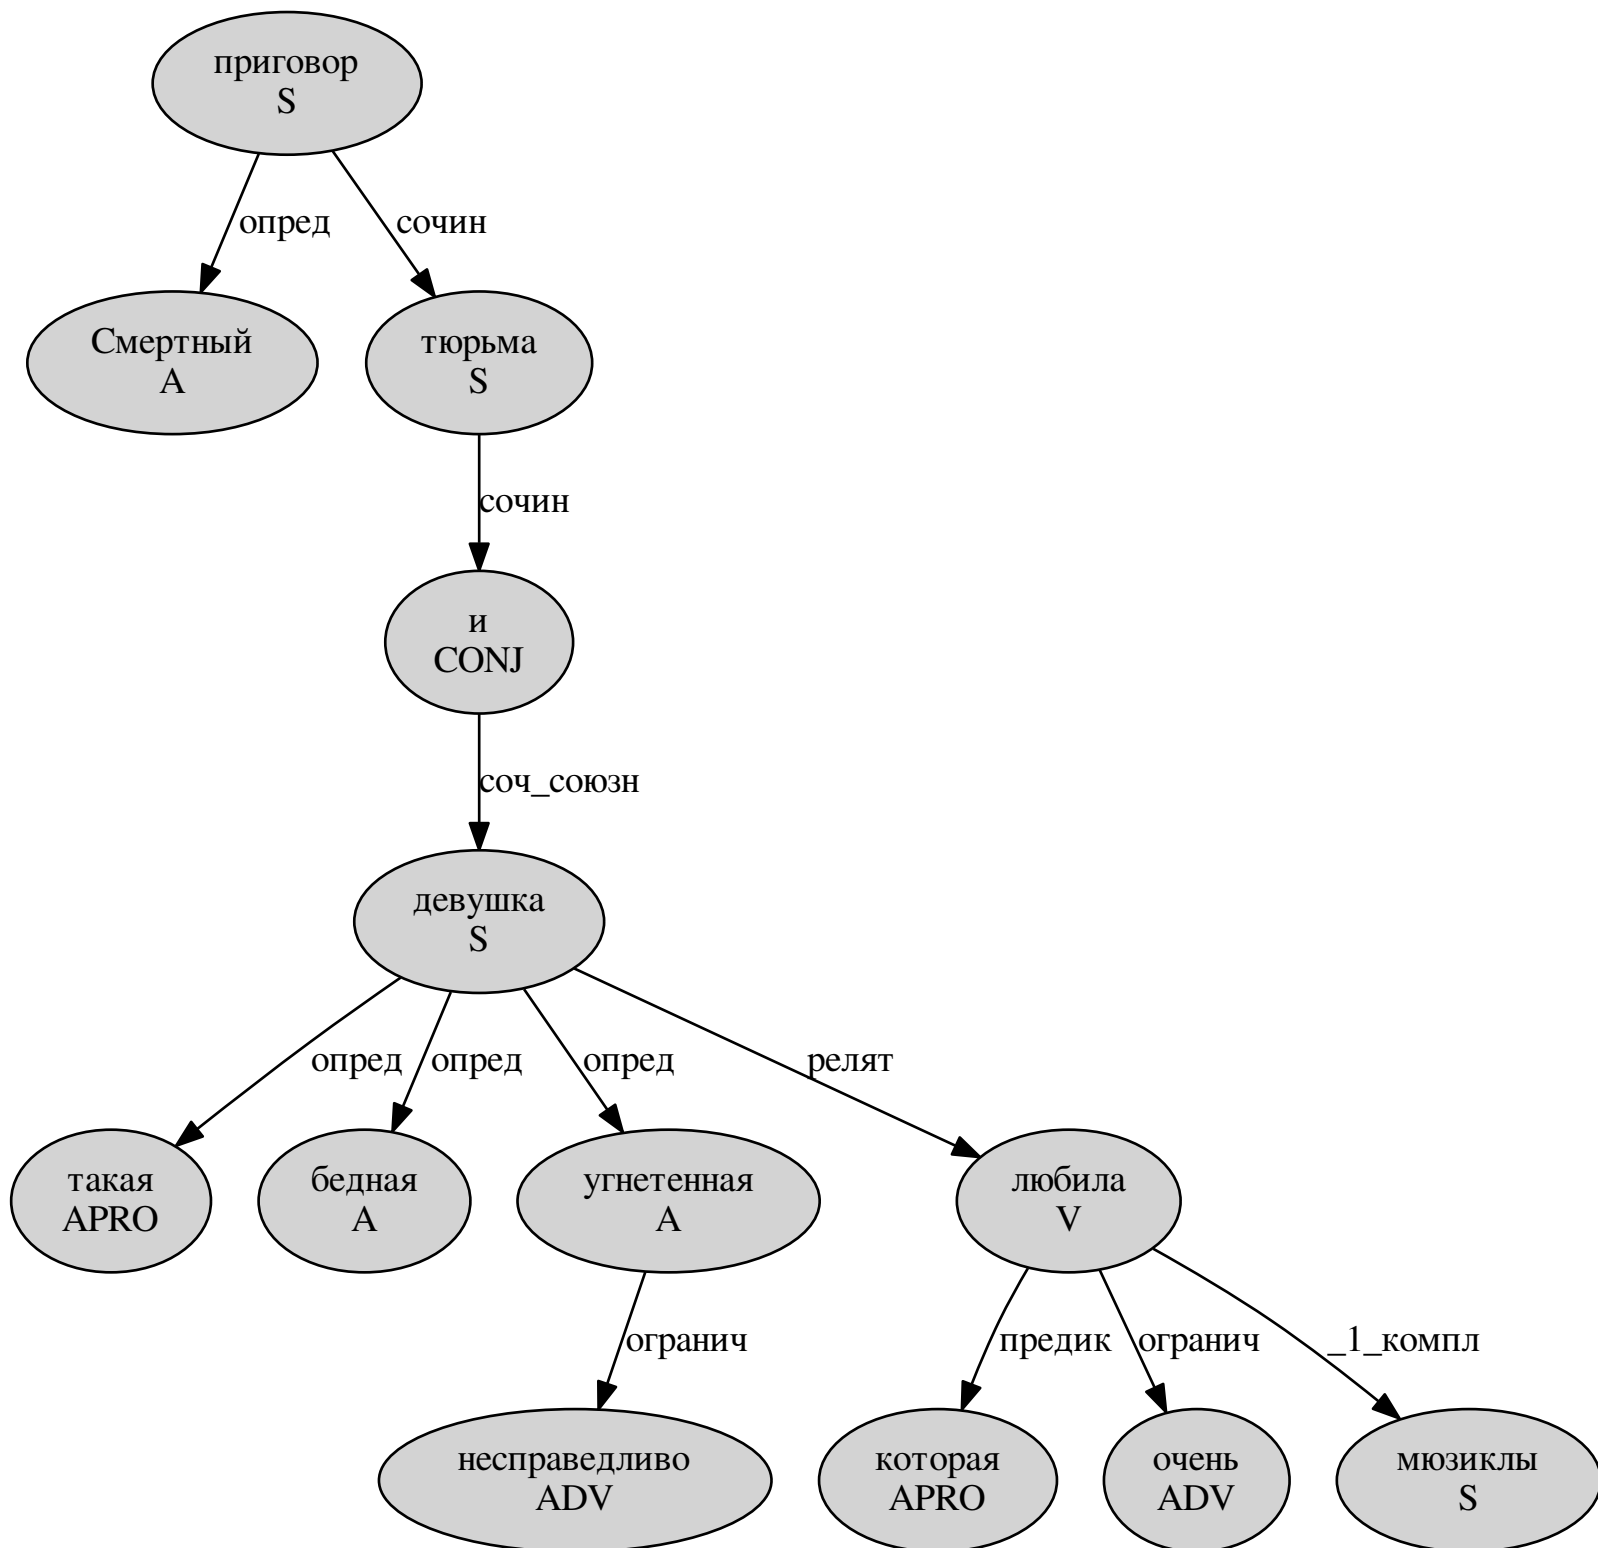 приговор
S
опред
сочин
Смертный
A
тюрьма
S
сочин
и
CONJ
соч_союзн
девушка
S
опред
опред
опред
релят
такая
APRO
бедная
A
угнетенная
A
любила
V
огранич
предик
огранич
_1_компл
несправедливо
ADV
которая
APRO
очень
ADV
мюзиклы
S